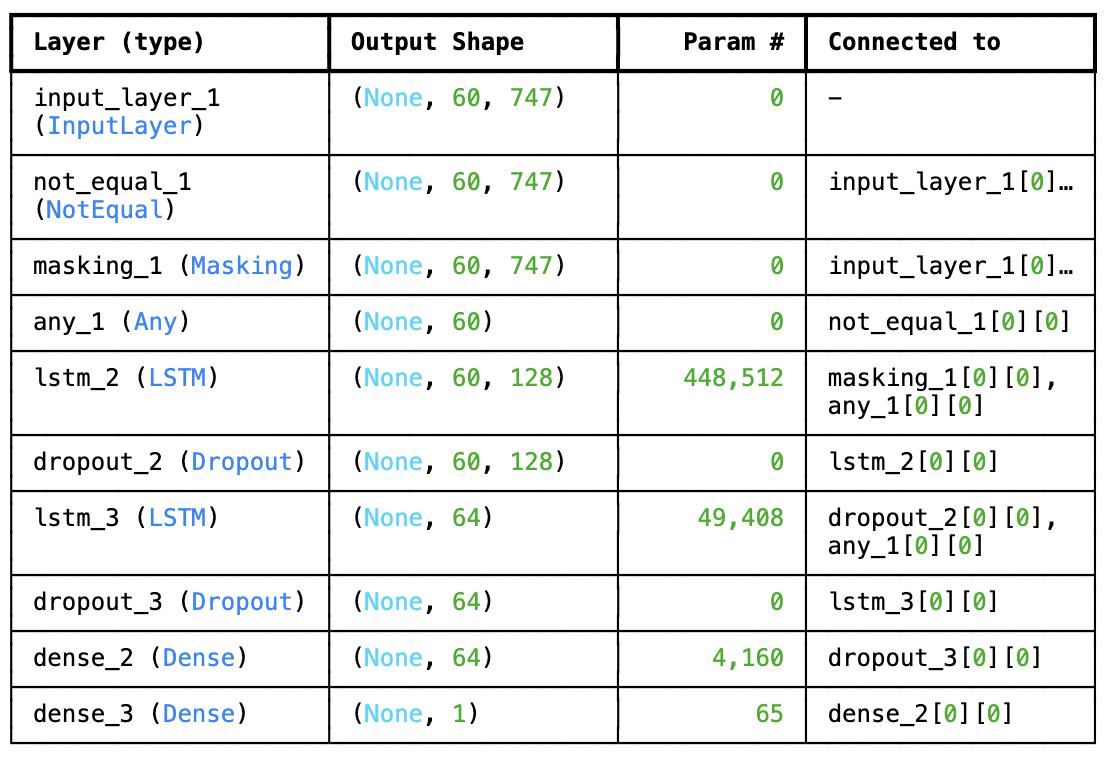 Layer (type) Output Shape Param # Connected to
input_layer_1 (None, 60, 747) 0 –
(InputLayer)
not_equal_1 (None, 60, 747) 0 input_layer_1[0]…
(NotEqual)
masking_1 (Masking) (None, 60, 747) 0 input_layer_1[0]…
any_1 (Any) (None, 60) 0 not_equal_1[0][0]
lstm_2 (LSTM) (None, 60, 128) 448,512 masking_1[0][0],
any_1[0][0]
dropout_2 (Dropout) (None, 60, 128) 0 lstm_2[0][0]
lstm_3 (LSTM) (None, 64) 49,408 dropout_2[0][0],
any_1[0][0]
dropout_3 (Dropout) (None, 64) 0 lstm_3[0][0]
dense_2 (Dense) (None, 64) 4,160 dropout_3[0][0]
dense_3 (Dense) (None, 1) 65 dense_2[0][0]